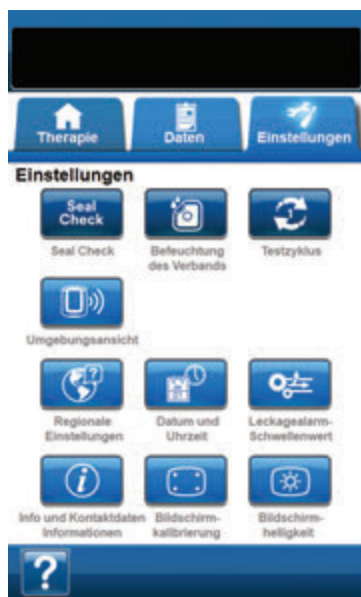 Therapie Daten Einstellungen
Einstellungen
Seal
Check
Seal Check Befeuchtung Testzyklus
des Verbands
Umgebungsansicht
Regionale Datum und Leckagealarm-
Einstellungen Uhrzeit Schwellenwert
Info und Kontaktdaten Bildschirm- Bildschirm-
Informationen kalibrierung helligkeit
?